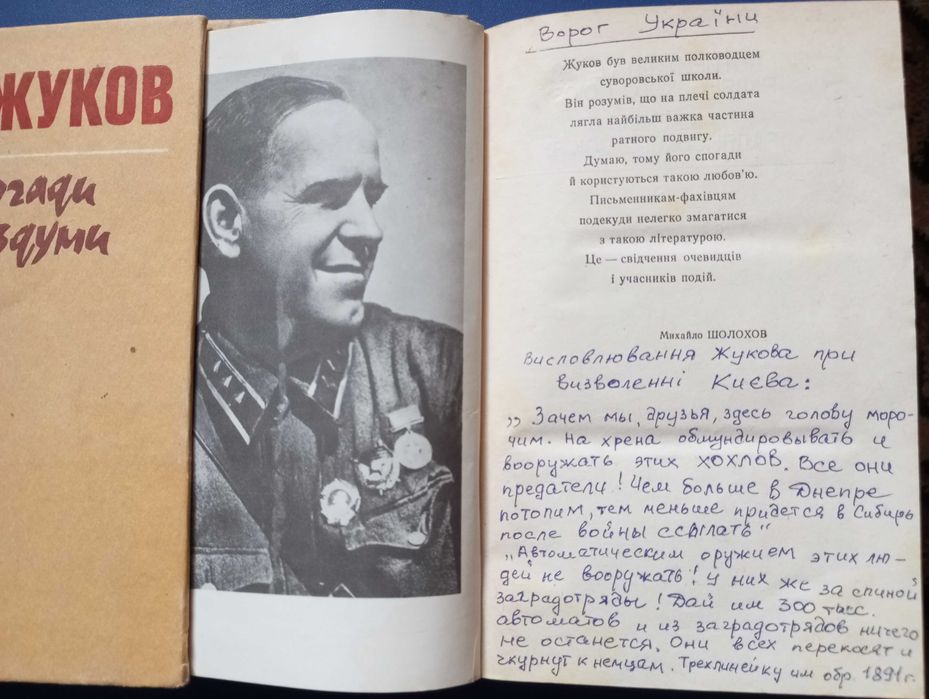 ЖУКОВ
огади
здуми
Ворог України
Жуков був великим полководцем
суворовської школи.
Він розумів, що на плечі солдата
лягла найбільш важка частина
ратного подвигу.
Думаю, тому його спогади
й користуються такою любов'ю.
Письменникам-фахівцям
подекуди нелегко змагатися
з такою літературою.
Це — свідчення очевидців
і учасників подій.
Михайло ШОЛОХОВ
Висловлювання Жукова при
визволенні Києва:
„ Зачем мы, друзья, здесь голову моро-
чим. На хрена обмундировывать и
вооружать этих ХОХЛОВ. Все они
предатели! Чем больше в Днепре
потопим, тем меньше придется в Сибирь
после войны ссылать"
„Автоматическим оружием этих лю-
дей не вооружать! У них же за спиной
заградотряды! Дай им 300 тысс.
автоматов и из заградотрядов ничего
не останется. Они всех перекосят и
чкурнут к немцам. Трехлинейку им обр. 1891 г.